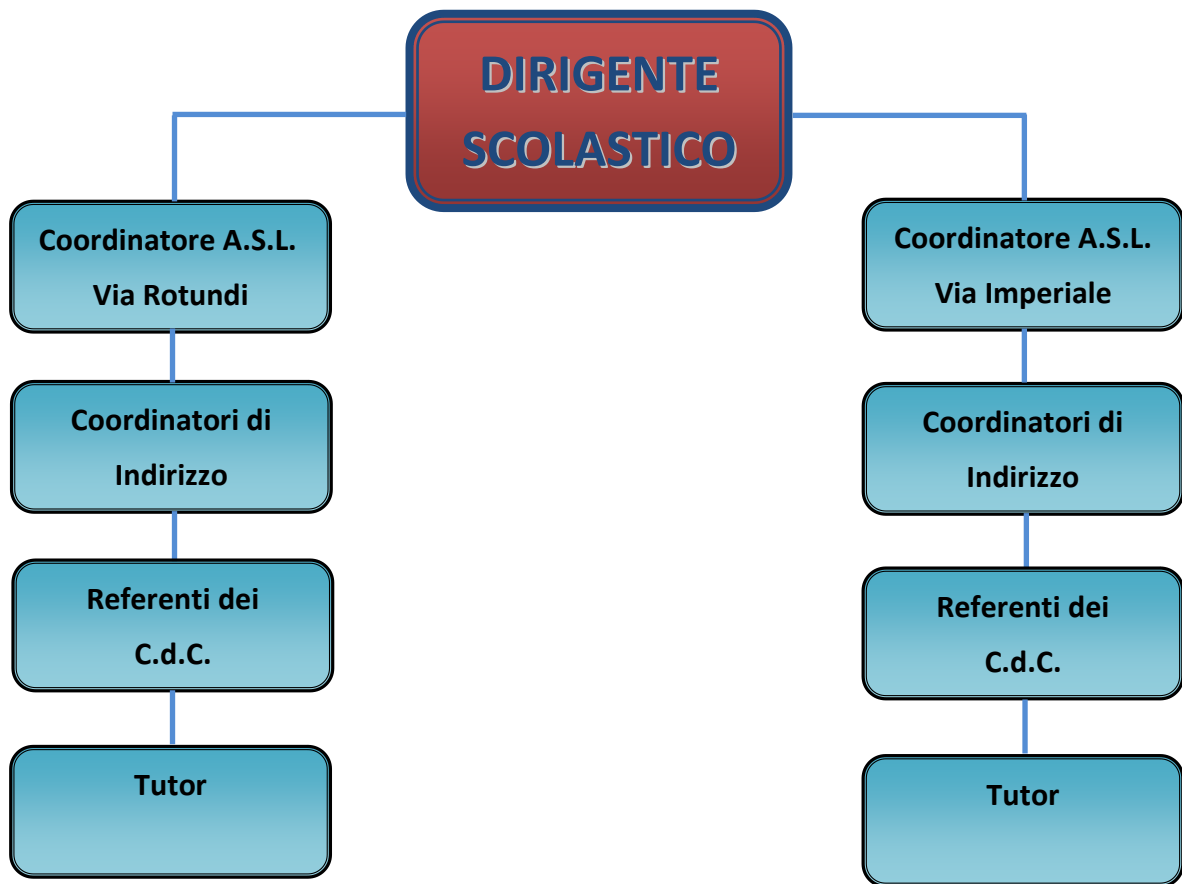 DIRIGENTE
SCOLASTICO
Coordinatore A.S.L.
Via Rotundi
Coordinatori di
Indirizzo
Referenti dei
C.d.C.
Tutor
Coordinatore A.S.L.
Via Imperiale
Coordinatori di
Indirizzo
Referenti dei
C.d.C.
Tutor